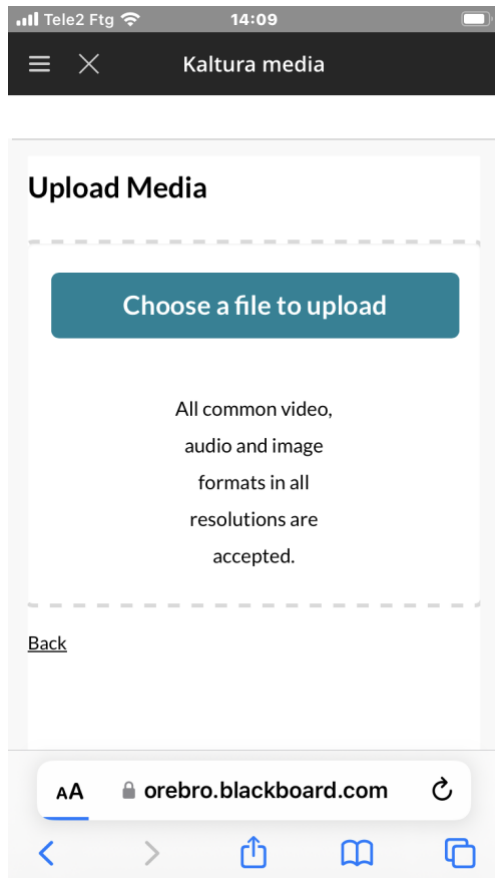 Tele2 Ftg
14:09
Kaltura media
Upload Media
Choose a file to upload
All common video,
audio and image
formats in all
resolutions are
accepted.
Back
AA
orebro.blackboard.com